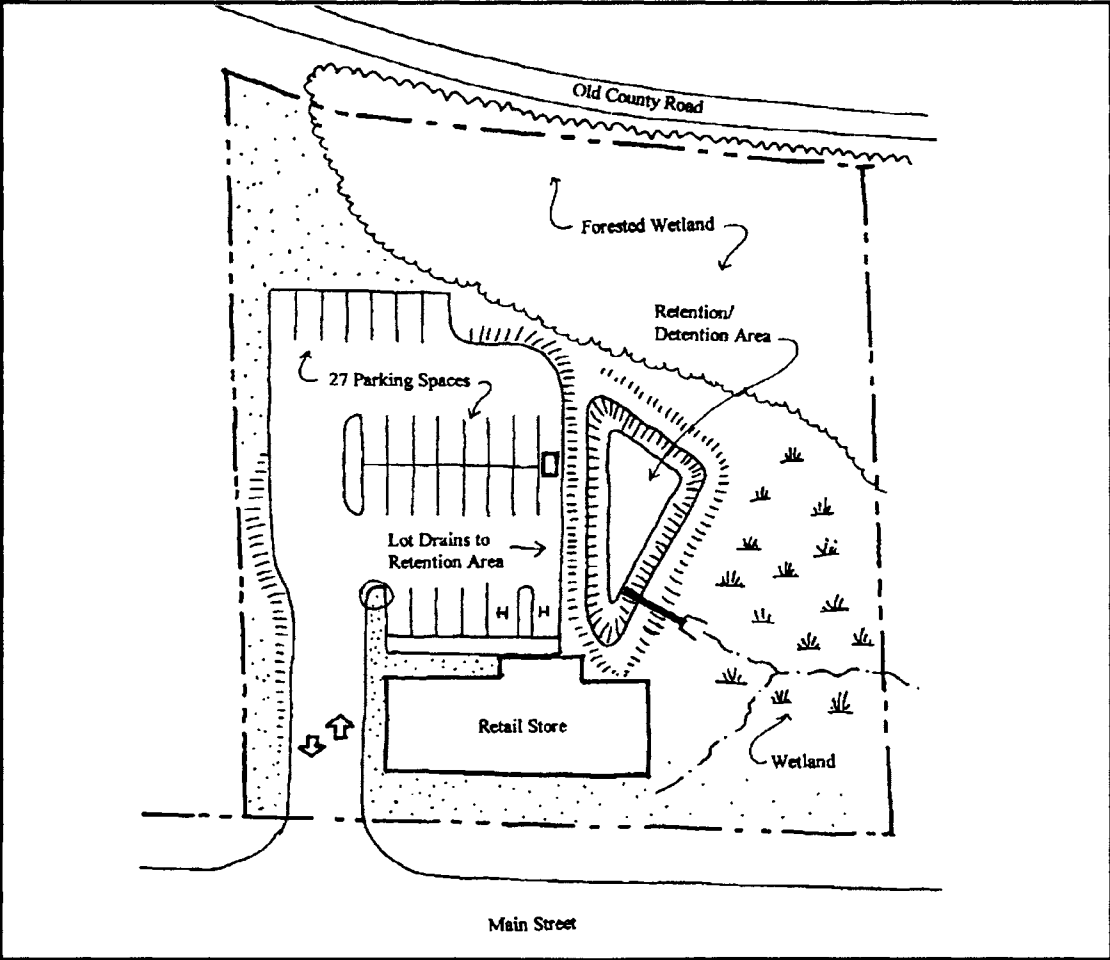 Old County Road
Forested Wetland
Retention/
Detention Area
27 Parking Spaces
Lot Drains to
Retention Area
H H
Retail Store
Wetland
Main Street